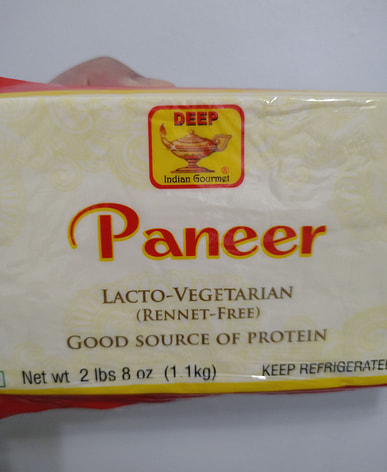 DEEP
Indian Gourmet
®
Paneer
LACTO-VEGETARIAN
(RENNET-FREE)
GOOD SOURCE OF PROTEIN
Net wt 2 lbs 8 oz (1.1kg) KEEP REFRIGERATE